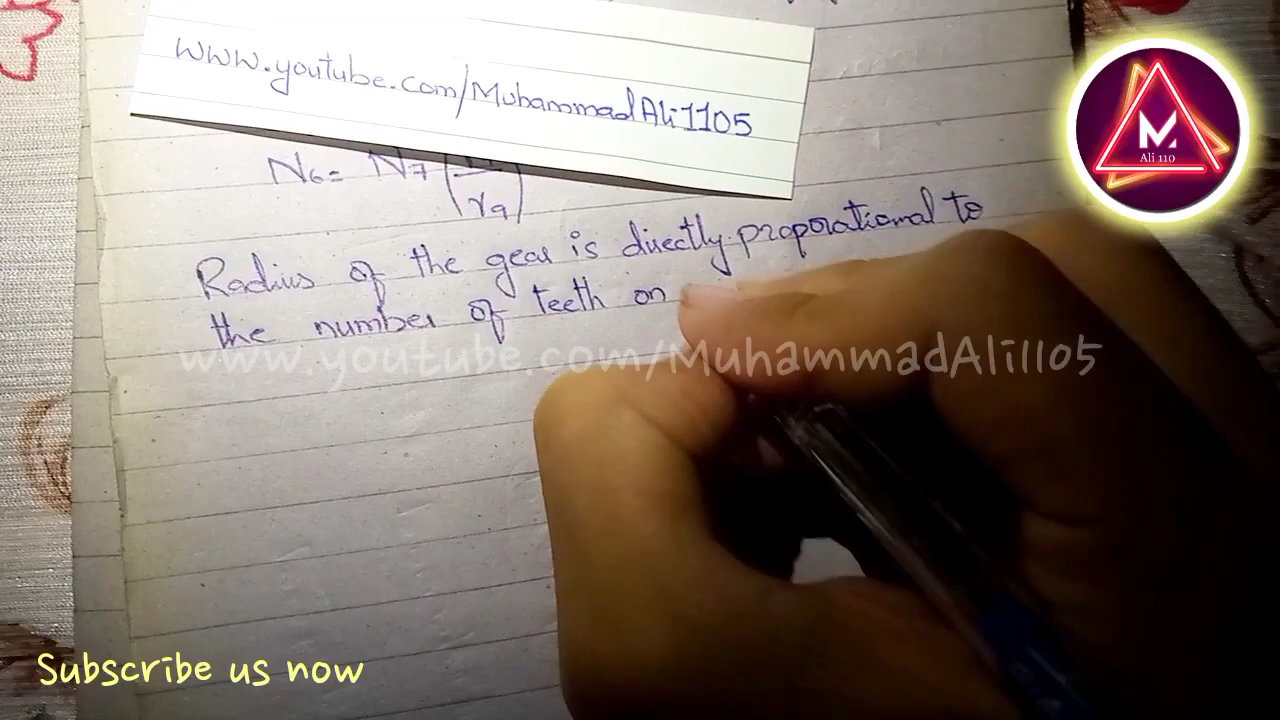 www.youtube.com/MuhammadAli1105
M.
Ali 110
N6= N7 (
r9)
Radius of the gear is directly proporational to
the number of teeth on
www.youtube.com/MuhammadAli1105
Subscribe us now